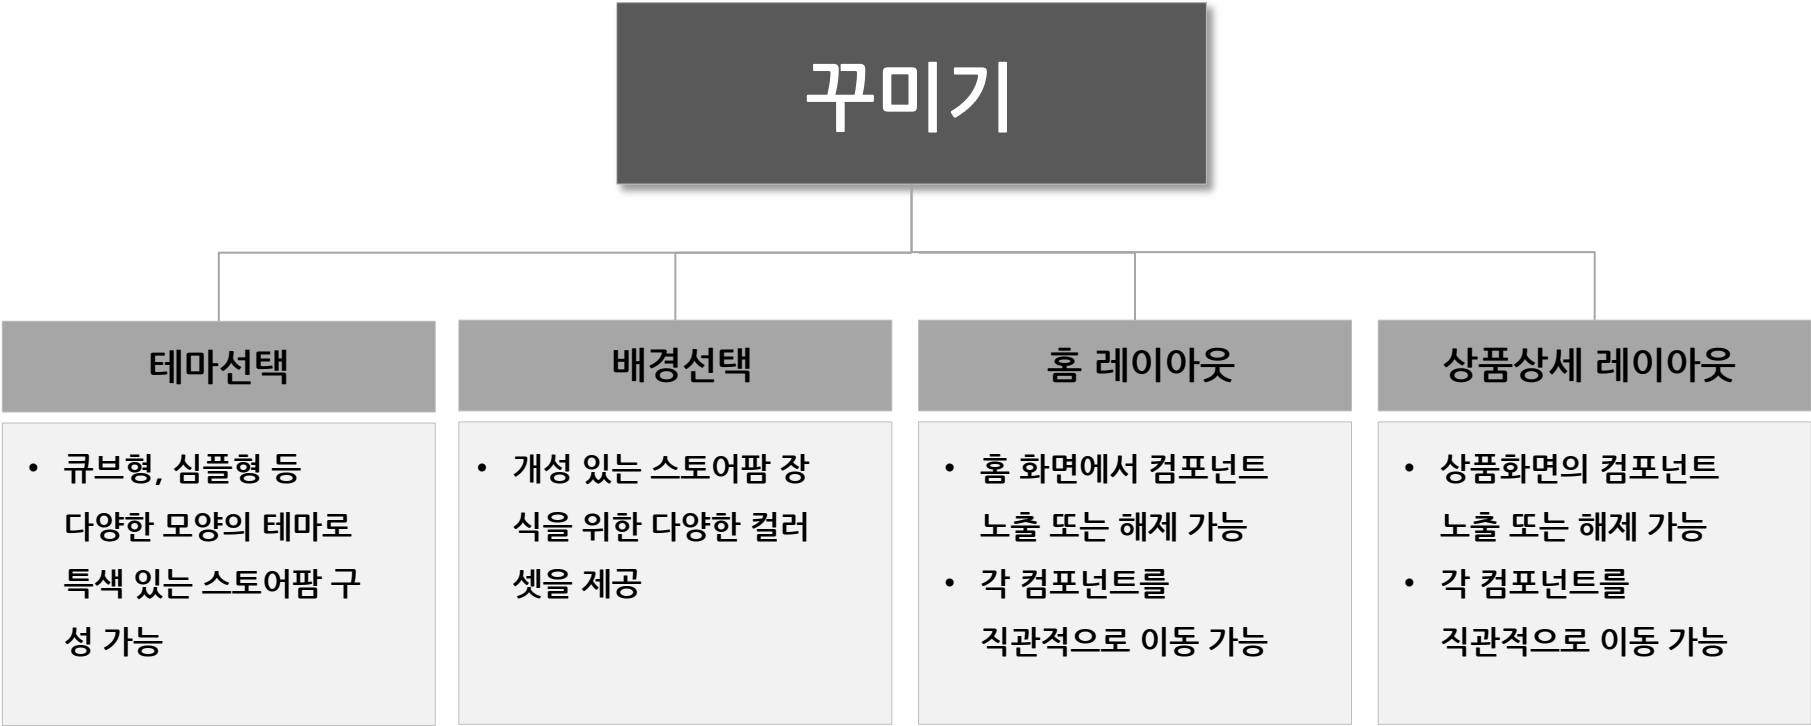 꾸미기
테마선택
• 큐브형, 심플형 등
다양한 모양의 테마로
특색 있는 스토어팜 구
성 가능
배경선택
• 개성 있는 스토어팜 장
식을 위한 다양한 컬러
셋을 제공
홈 레이아웃
• 홈 화면에서 컴포넌트
노출 또는 해제 가능
• 각 컴포넌트를
직관적으로 이동 가능
상품상세 레이아웃
• 상품화면의 컴포넌트
노출 또는 해제 가능
• 각 컴포넌트를
직관적으로 이동 가능